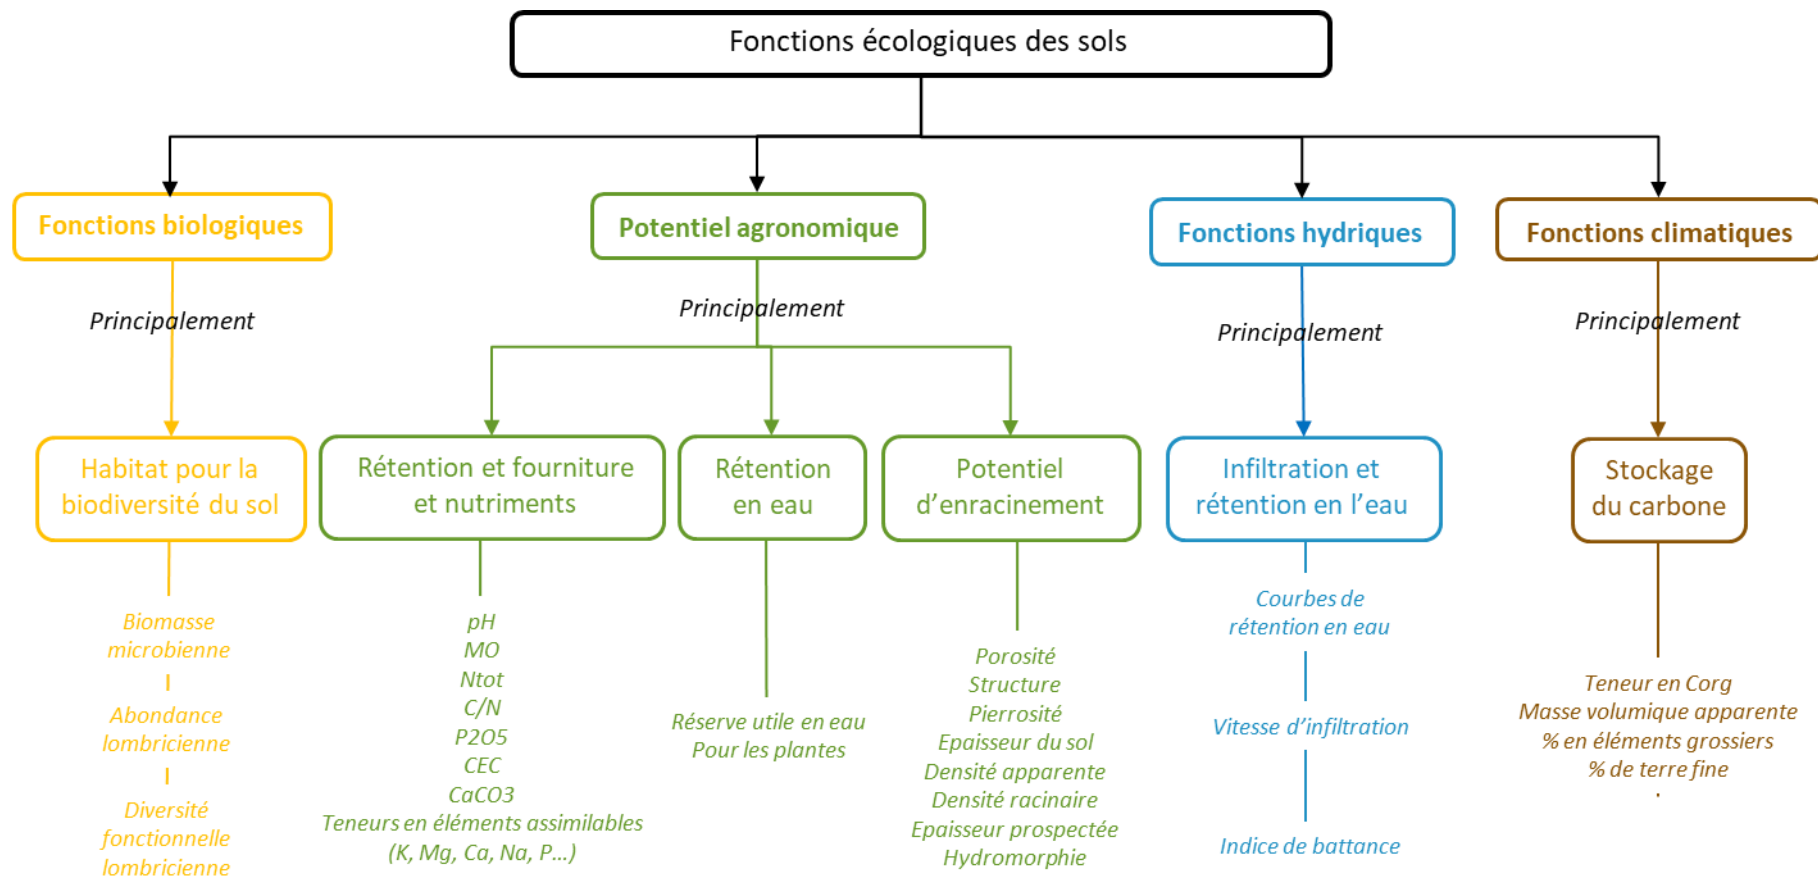 Fonctions écologiques des sols
Fonctions biologiques
Potentiel agronomique
Fonctions hydriques
Fonctions climatiques
Principalement
Principalement
Principalement
Principalement
Habitat pour la
biodiversité du sol
Rétention et fourniture
et nutriments
Rétention
en eau
Potentiel
d’enracinement
Infiltration et
rétention en l’eau
Stockage
du carbone
Biomasse
microbienne
Abondance
lombricienne
Diversité
fonctionnelle
lombricienne
pH
MO
Ntot
C/N
P2O5
CEC
CaCO3
Teneurs en éléments assimilables
(K, Mg, Ca, Na, P...)
Réserve utile en eau
Pour les plantes
Porosité
Structure
Pierrosité
Epaisseur du sol
Densité apparente
Densité racinaire
Epaisseur prospectée
Hydromorphie
Courbes de
rétention en eau
Vitesse d’infiltration
Indice de battance
Teneur en Corg
Masse volumique apparente
% en éléments grossiers
% de terre fine
.